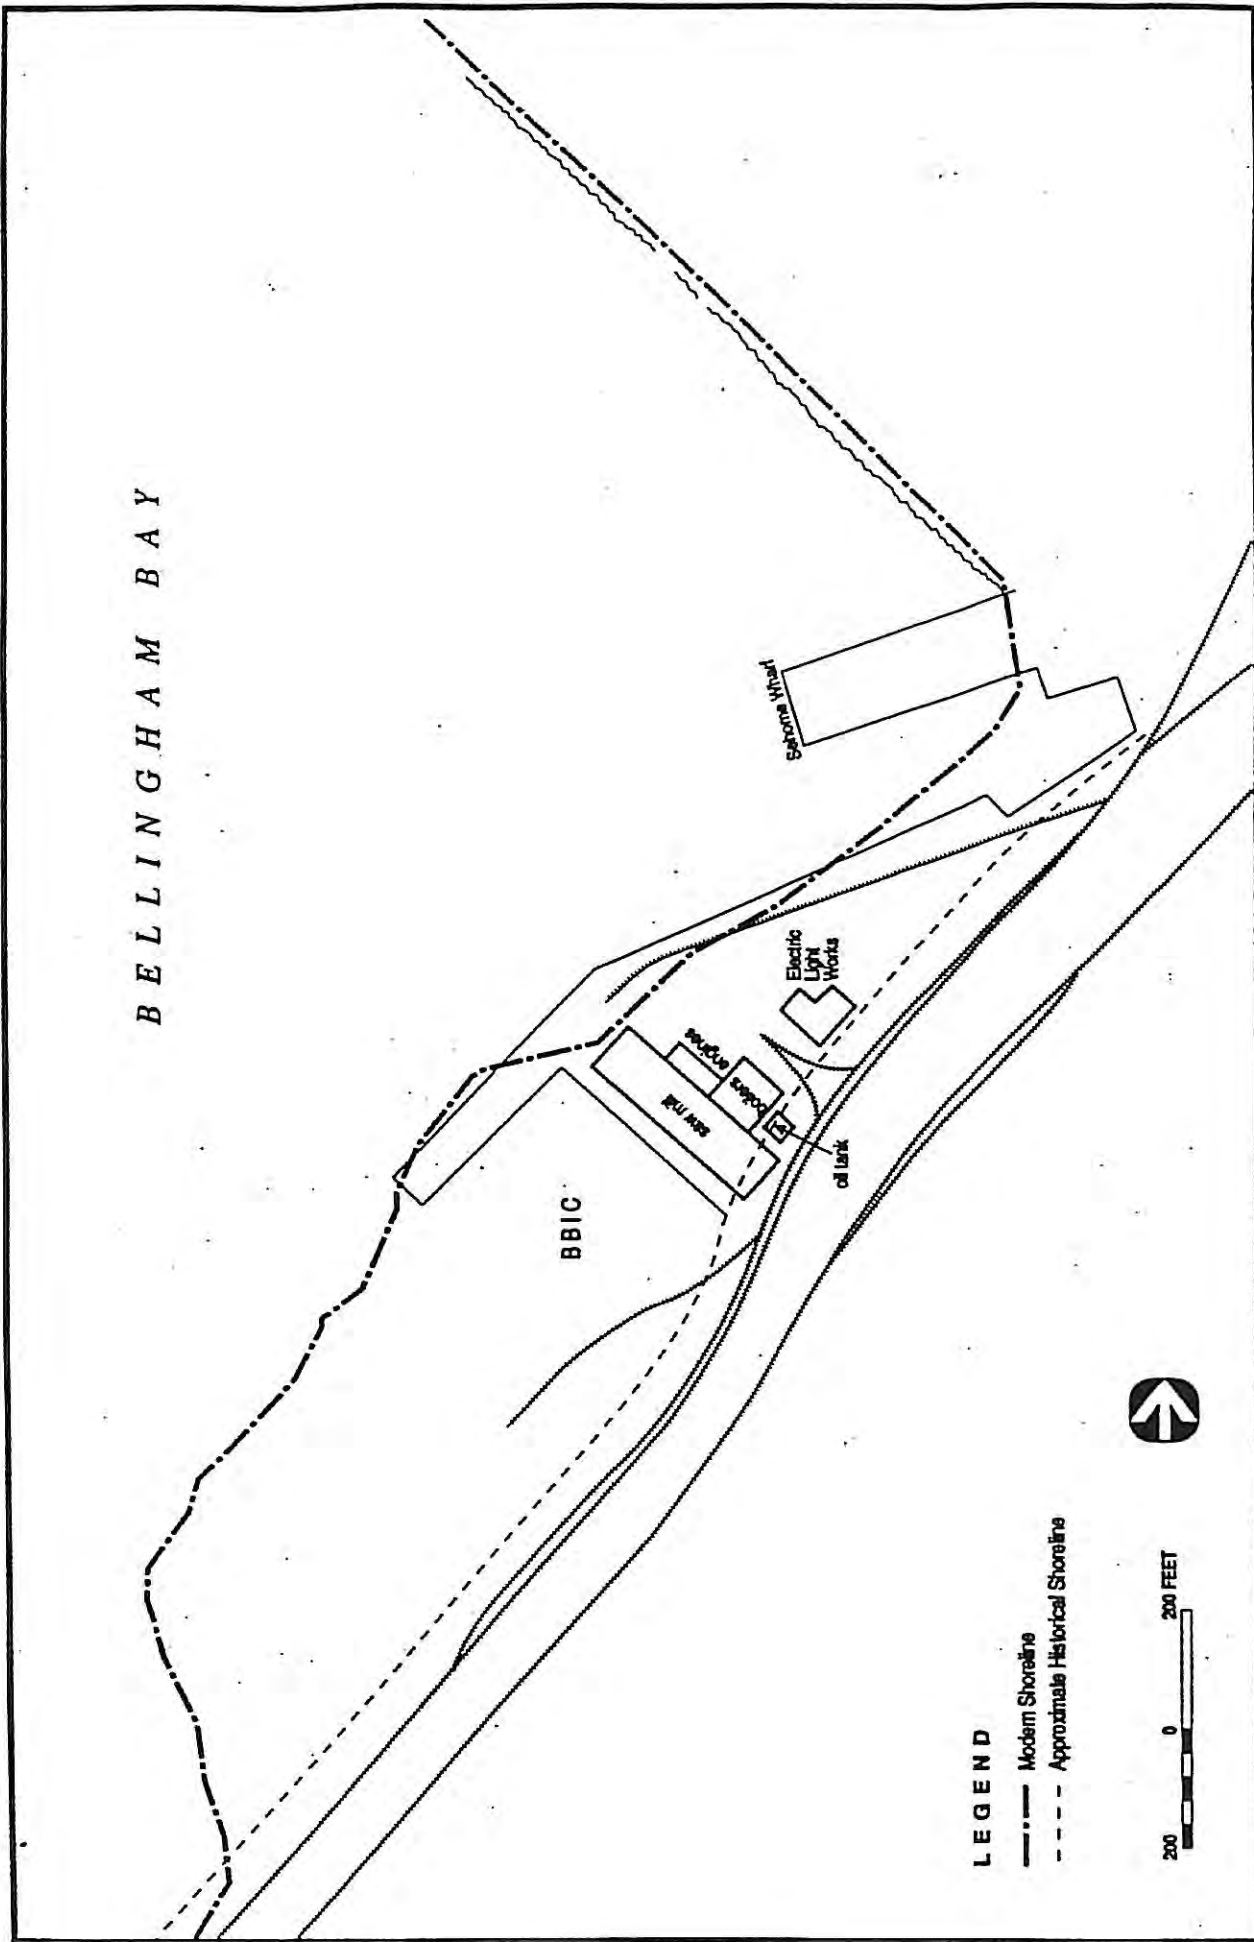 BELLINGHAM BAY
Sehome Wharf
Electric
Light
Works
engines
boilers
saw mill
oil tank
BBIC
LEGEND
Modern Shoreline
Approximate Historical Shoreline
200 0 200 FEET